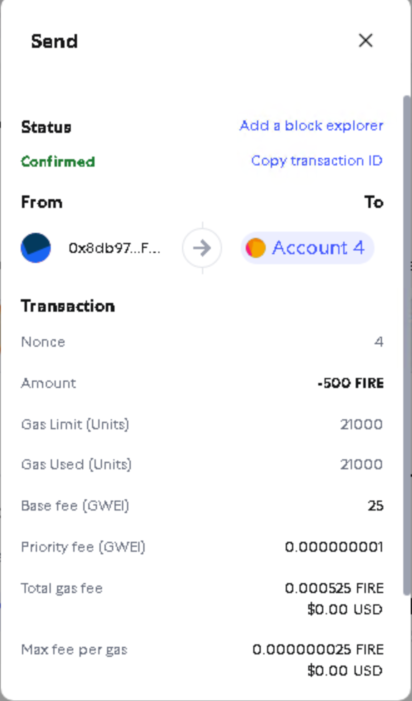 Send
Status
Add a block explorer
Confirmed
Copy transaction ID
From
To
0x8db97...F...
Account 4
Transaction
Nonce
4
Amount
-500 FIRE
Gas Limit (Units)
21000
Gas Used (Units)
21000
Base fee (GWEI)
25
Priority fee (GWEI)
0.000000001
Total gas fee
0.000525 FIRE
$0.00 USD
Max fee per gas
0.000000025 FIRE
$0.00 USD